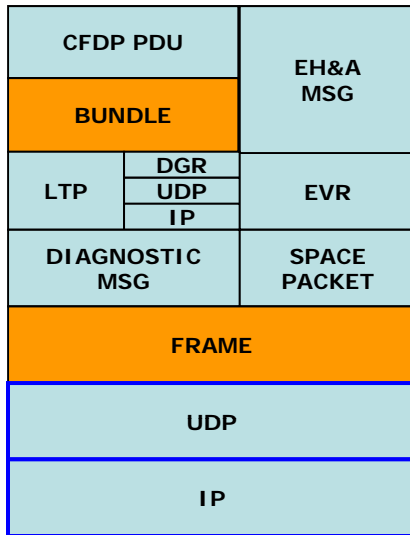 CFDP PDU
EH&A
MSG
BUNDLE
LTP
DGR
UDP
IP
EVR
DIAGNOSTIC
MSG
SPACE
PACKET
FRAME
UDP
IP